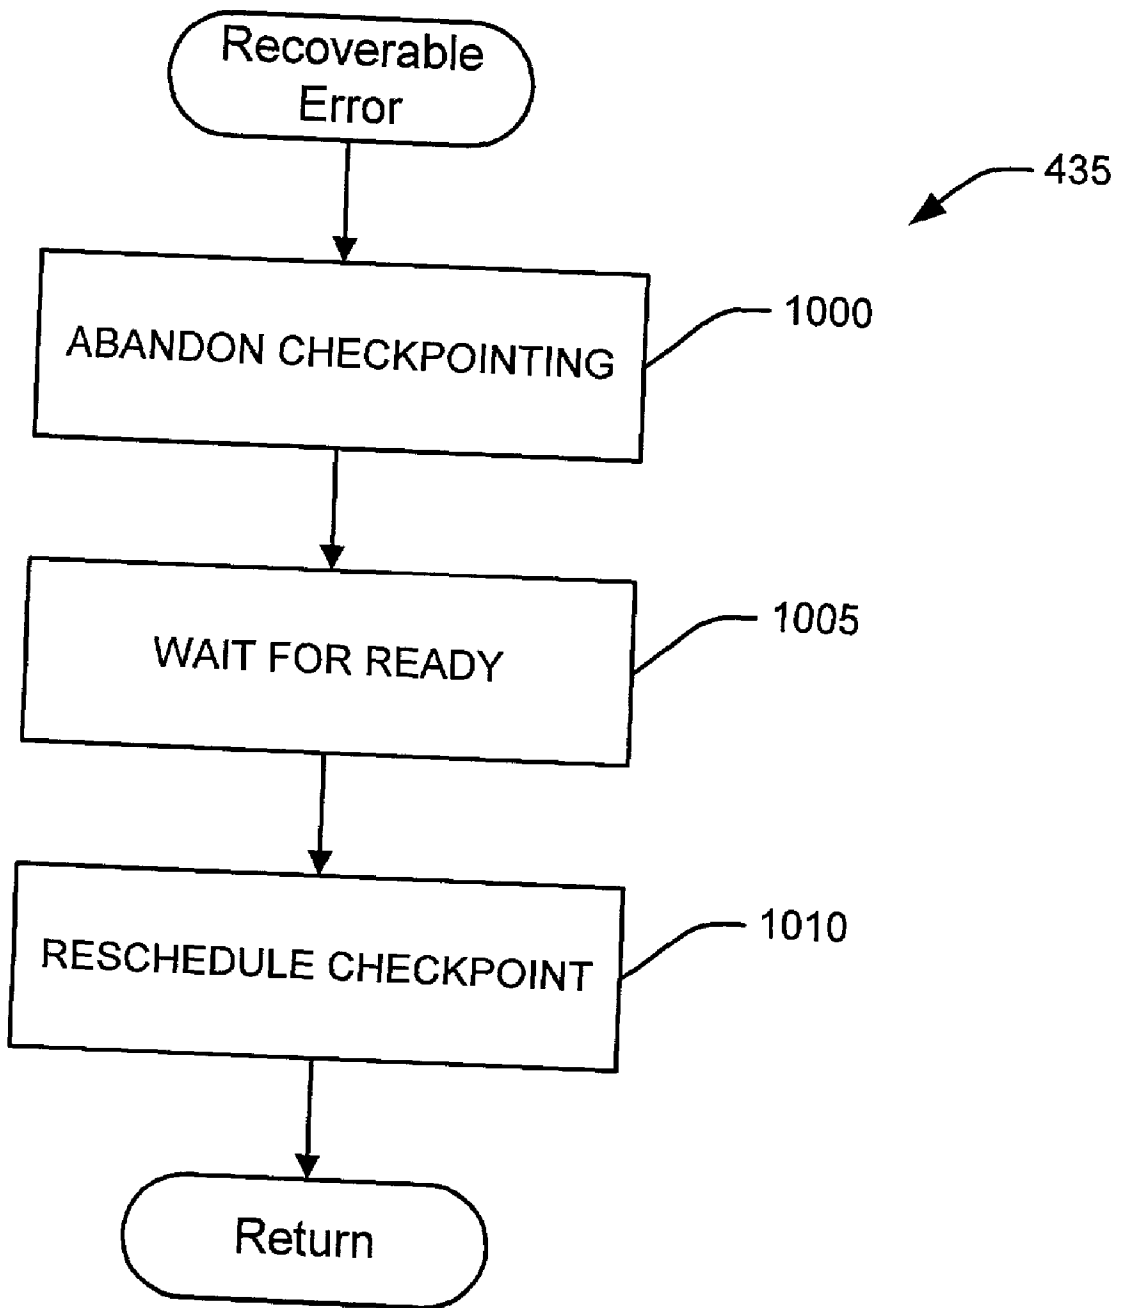 Recoverable
Error
435
ABANDON CHECKPOINTING
1000
WAIT FOR READY
1005
RESCHEDULE CHECKPOINT
1010
Return